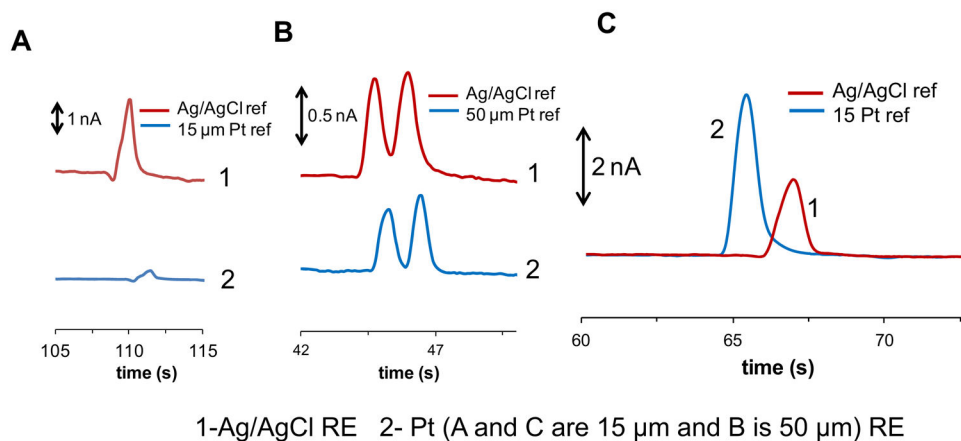 A
1 nA
Ag/AgCl ref
15 µm Pt ref
1
2
105 110 115
time (s)
B
0.5 nA
Ag/AgCl ref
50 µm Pt ref
1
2
42 47
time (s)
C
2 nA
Ag/AgCl ref
15 Pt ref
2
1
60 65 70
time (s)
1-Ag/AgCl RE 2- Pt (A and C are 15 µm and B is 50 µm) RE